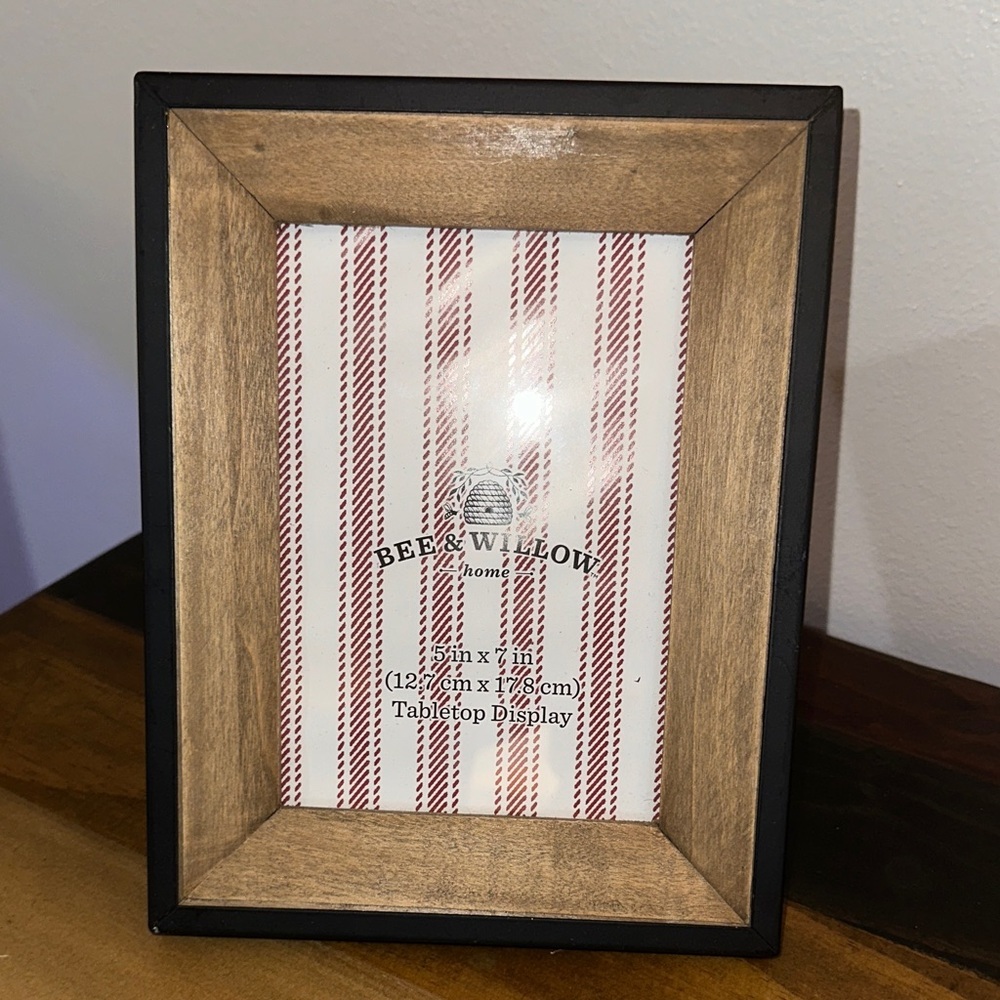 BEE & WILLOW
— home —
5 in x 7 in
(12.7 cm x 17.8 cm)
Tabletop Display